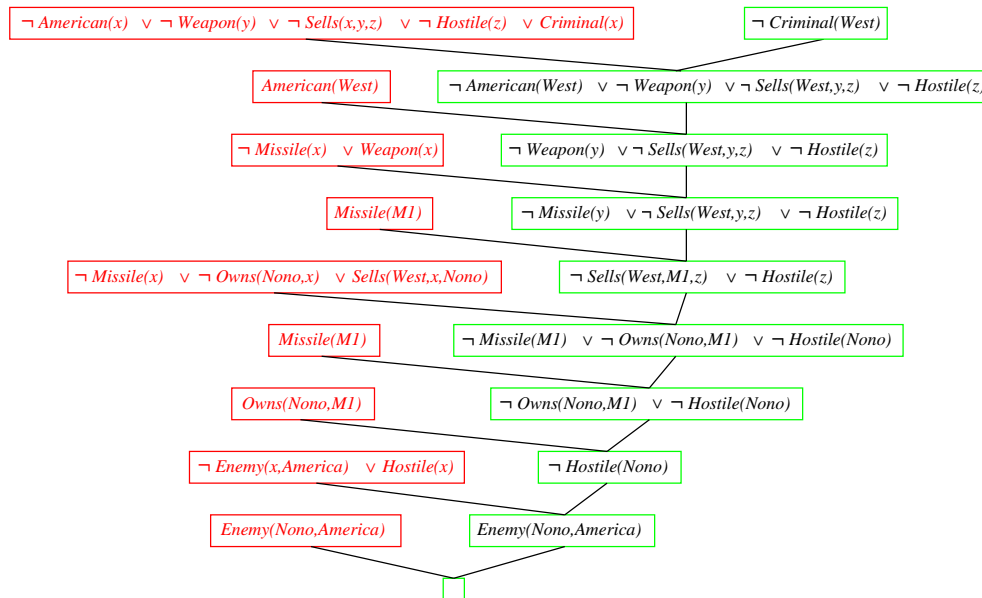 ¬ American(x) ∨ ¬ Weapon(y) ∨ ¬ Sells(x,y,z) ∨ ¬ Hostile(z) ∨ Criminal(x)
¬ Criminal(West)
American(West)
¬ American(West) ∨ ¬ Weapon(y) ∨ ¬ Sells(West,y,z) ∨ ¬ Hostile(z)
¬ Missile(x) ∨ Weapon(x)
¬ Weapon(y) ∨ ¬ Sells(West,y,z) ∨ ¬ Hostile(z)
Missile(M1)
¬ Missile(y) ∨ ¬ Sells(West,y,z) ∨ ¬ Hostile(z)
¬ Missile(x) ∨ ¬ Owns(Nono,x) ∨ Sells(West,x,Nono)
¬ Sells(West,M1,z) ∨ ¬ Hostile(z)
Missile(M1)
¬ Missile(M1) ∨ ¬ Owns(Nono,M1) ∨ ¬ Hostile(Nono)
Owns(Nono,M1)
¬ Owns(Nono,M1) ∨ ¬ Hostile(Nono)
¬ Enemy(x,America) ∨ Hostile(x)
¬ Hostile(Nono)
Enemy(Nono,America)
Enemy(Nono,America)